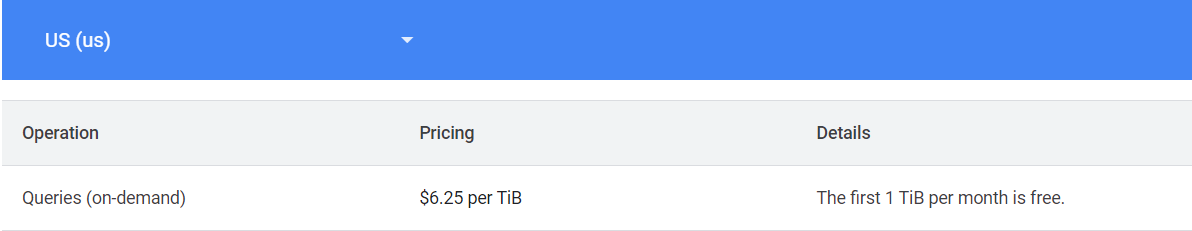 US (us)
Operation Pricing Details
Queries (on-demand) $6.25 per TiB The first 1 TiB per month is free.